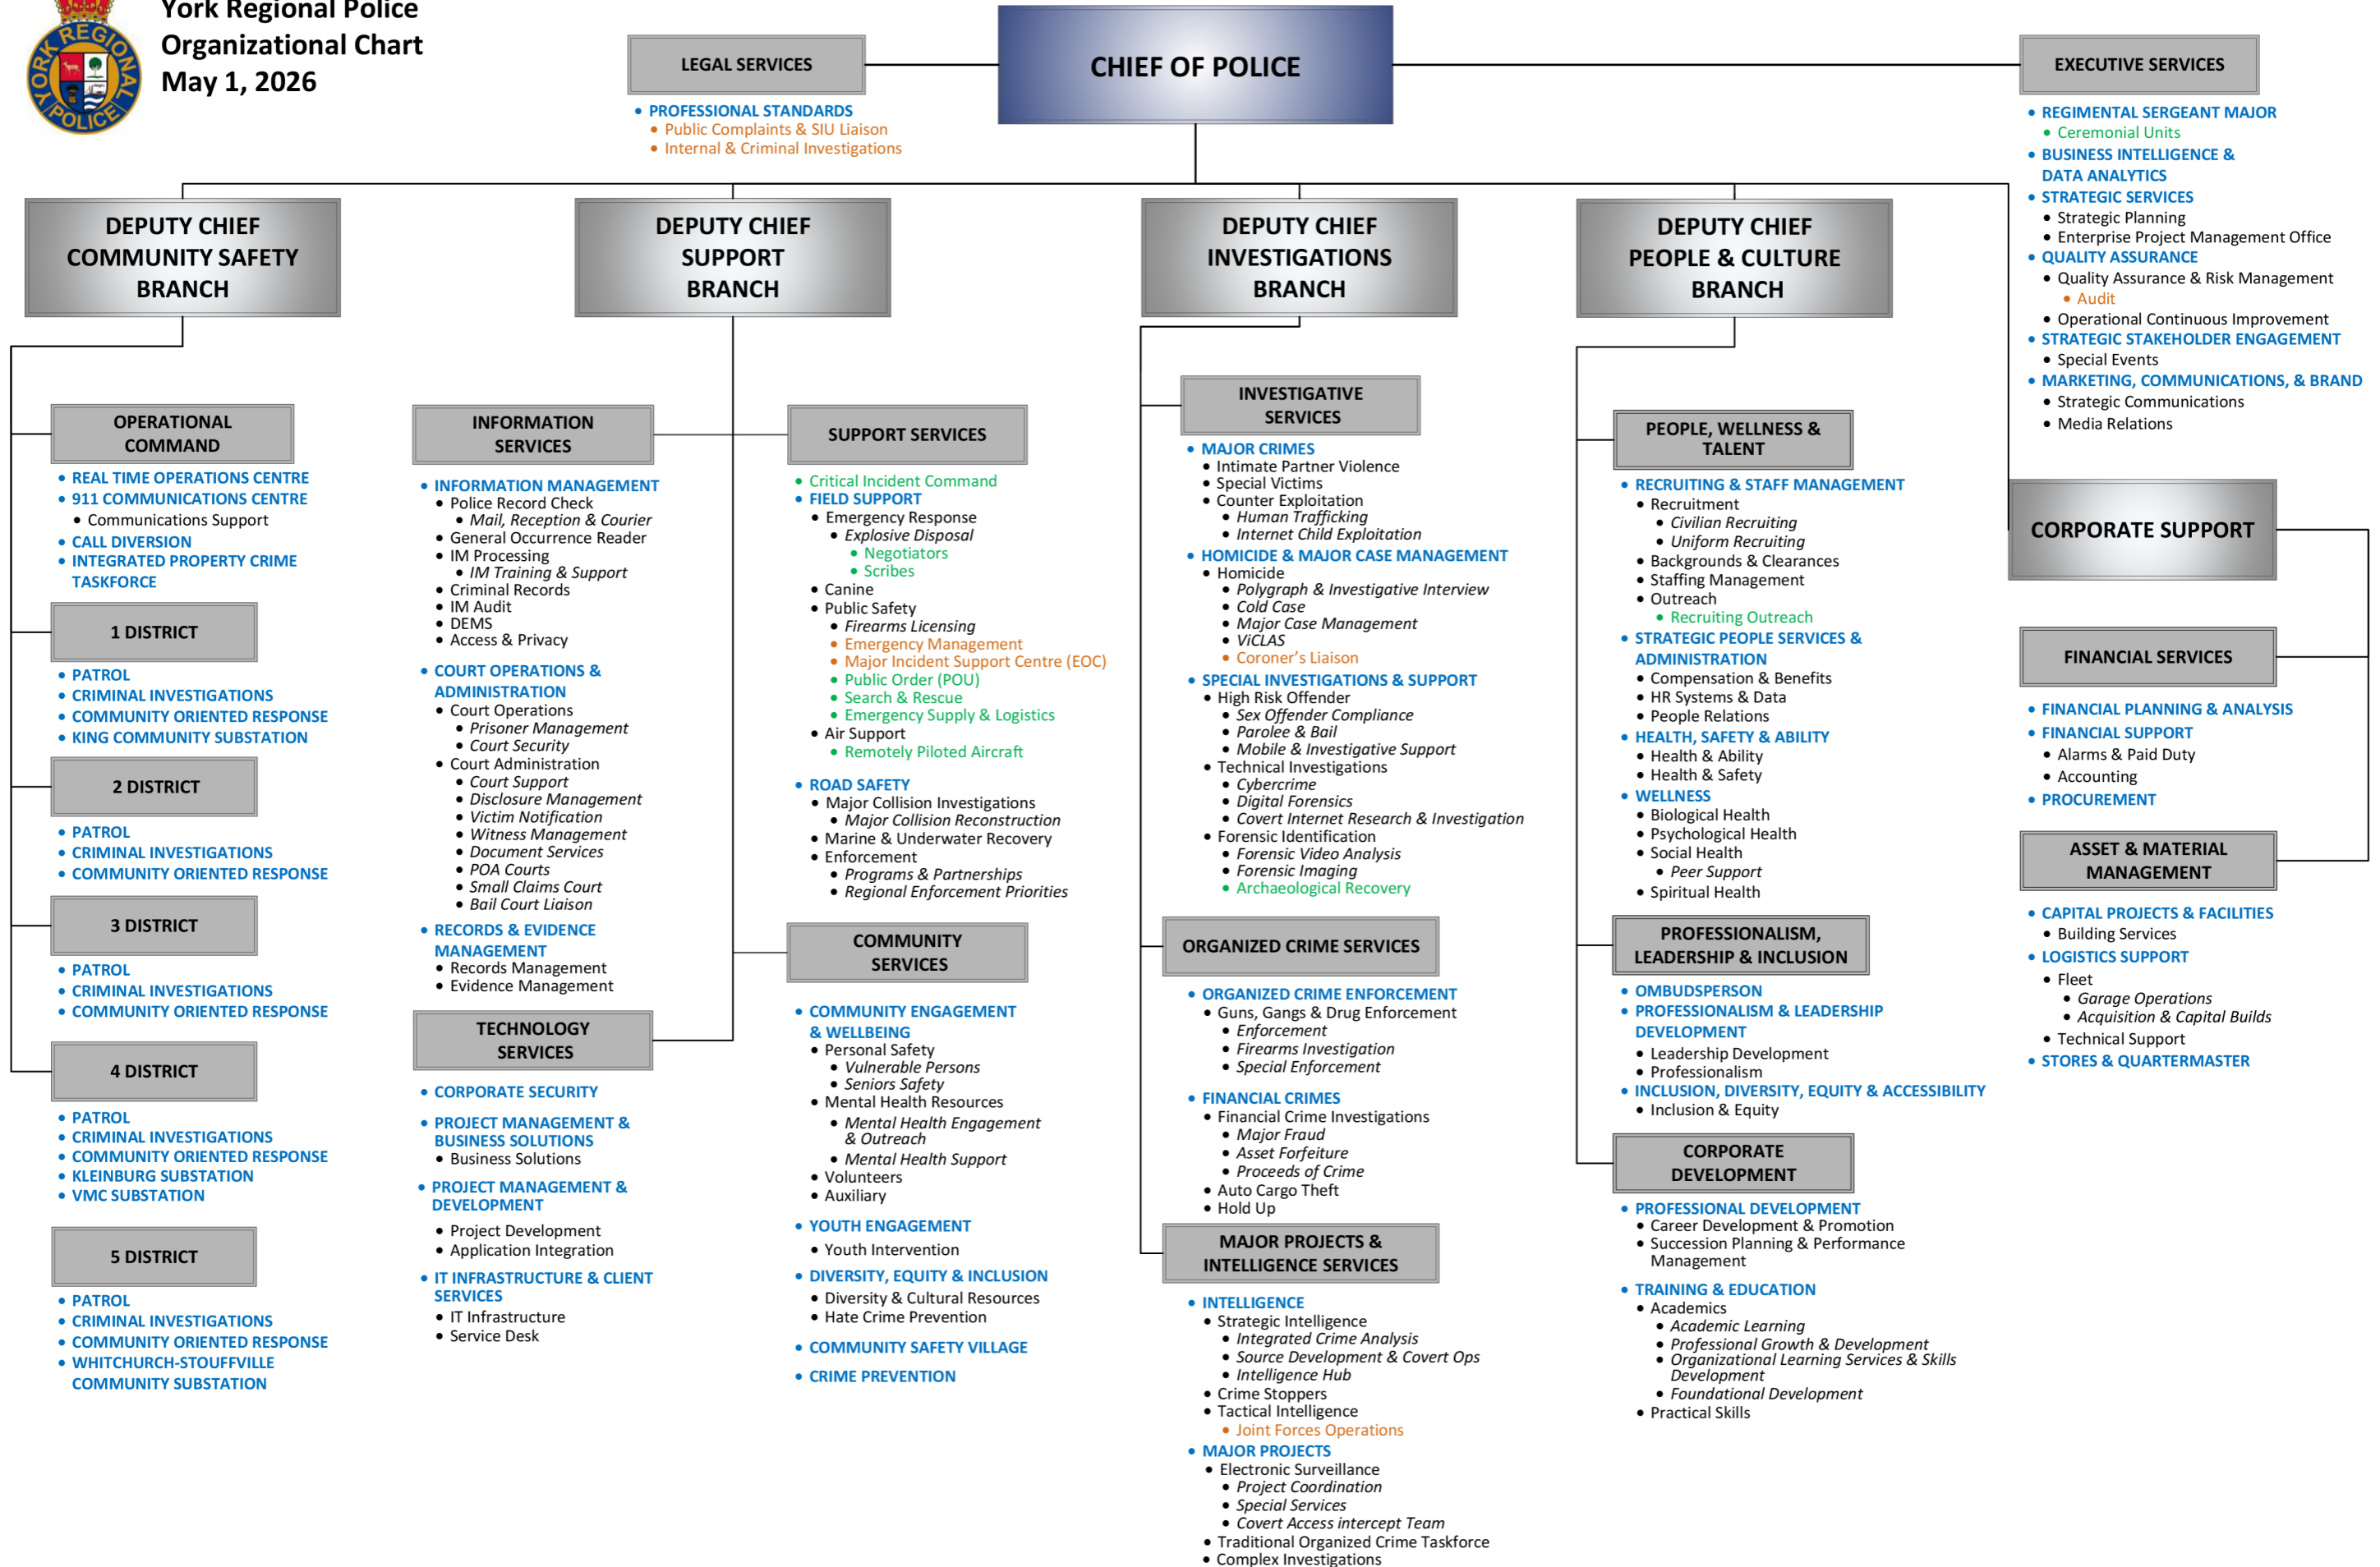 York Regional Police
Organizational Chart
May 1, 2026
YORK REGIONAL POLICE
CHIEF OF POLICE
LEGAL SERVICES
• PROFESSIONAL STANDARDS
• Public Complaints & SIU Liaison
• Internal & Criminal Investigations
EXECUTIVE SERVICES
• REGIMENTAL SERGEANT MAJOR
• Ceremonial Units
• BUSINESS INTELLIGENCE &
DATA ANALYTICS
• STRATEGIC SERVICES
• Strategic Planning
• Enterprise Project Management Office
• QUALITY ASSURANCE
• Quality Assurance & Risk Management
• Audit
• Operational Continuous Improvement
• STRATEGIC STAKEHOLDER ENGAGEMENT
• Special Events
• MARKETING, COMMUNICATIONS, & BRAND
• Strategic Communications
• Media Relations
DEPUTY CHIEF
COMMUNITY SAFETY
BRANCH
OPERATIONAL
COMMAND
• REAL TIME OPERATIONS CENTRE
• 911 COMMUNICATIONS CENTRE
• Communications Support
• CALL DIVERSION
• INTEGRATED PROPERTY CRIME
TASKFORCE
1 DISTRICT
• PATROL
• CRIMINAL INVESTIGATIONS
• COMMUNITY ORIENTED RESPONSE
• KING COMMUNITY SUBSTATION
2 DISTRICT
• PATROL
• CRIMINAL INVESTIGATIONS
• COMMUNITY ORIENTED RESPONSE
3 DISTRICT
• PATROL
• CRIMINAL INVESTIGATIONS
• COMMUNITY ORIENTED RESPONSE
4 DISTRICT
• PATROL
• CRIMINAL INVESTIGATIONS
• COMMUNITY ORIENTED RESPONSE
• KLEINBURG SUBSTATION
• VMC SUBSTATION
5 DISTRICT
• PATROL
• CRIMINAL INVESTIGATIONS
• COMMUNITY ORIENTED RESPONSE
• WHITCHURCH-STOUFFVILLE
COMMUNITY SUBSTATION
DEPUTY CHIEF
SUPPORT
BRANCH
INFORMATION
SERVICES
• INFORMATION MANAGEMENT
• Police Record Check
• Mail, Reception & Courier
• General Occurrence Reader
• IM Processing
• IM Training & Support
• Criminal Records
• IM Audit
• DEMS
• Access & Privacy
• COURT OPERATIONS &
ADMINISTRATION
• Court Operations
• Prisoner Management
• Court Security
• Court Administration
• Court Support
• Disclosure Management
• Victim Notification
• Witness Management
• Document Services
• POA Courts
• Small Claims Court
• Bail Court Liaison
• RECORDS & EVIDENCE
MANAGEMENT
• Records Management
• Evidence Management
TECHNOLOGY
SERVICES
• CORPORATE SECURITY
• PROJECT MANAGEMENT &
BUSINESS SOLUTIONS
• Business Solutions
• PROJECT MANAGEMENT &
DEVELOPMENT
• Project Development
• Application Integration
• IT INFRASTRUCTURE & CLIENT
SERVICES
• IT Infrastructure
• Service Desk
SUPPORT SERVICES
• Critical Incident Command
• FIELD SUPPORT
• Emergency Response
• Explosive Disposal
• Negotiators
• Scribes
• Canine
• Public Safety
• Firearms Licensing
• Emergency Management
• Major Incident Support Centre (EOC)
• Public Order (POU)
• Search & Rescue
• Emergency Supply & Logistics
• Air Support
• Remotely Piloted Aircraft
• ROAD SAFETY
• Major Collision Investigations
• Major Collision Reconstruction
• Marine & Underwater Recovery
• Enforcement
• Programs & Partnerships
• Regional Enforcement Priorities
COMMUNITY
SERVICES
• COMMUNITY ENGAGEMENT
& WELLBEING
• Personal Safety
• Vulnerable Persons
• Seniors Safety
• Mental Health Resources
• Mental Health Engagement
& Outreach
• Mental Health Support
• Volunteers
• Auxiliary
• YOUTH ENGAGEMENT
• Youth Intervention
• DIVERSITY, EQUITY & INCLUSION
• Diversity & Cultural Resources
• Hate Crime Prevention
• COMMUNITY SAFETY VILLAGE
• CRIME PREVENTION
DEPUTY CHIEF
INVESTIGATIONS
BRANCH
INVESTIGATIVE
SERVICES
• MAJOR CRIMES
• Intimate Partner Violence
• Special Victims
• Counter Exploitation
• Human Trafficking
• Internet Child Exploitation
• HOMICIDE & MAJOR CASE MANAGEMENT
• Homicide
• Polygraph & Investigative Interview
• Cold Case
• Major Case Management
• ViCLAS
• Coroner's Liaison
• SPECIAL INVESTIGATIONS & SUPPORT
• High Risk Offender
• Sex Offender Compliance
• Parolee & Bail
• Mobile & Investigative Support
• Technical Investigations
• Cybercrime
• Digital Forensics
• Covert Internet Research & Investigation
• Forensic Identification
• Forensic Video Analysis
• Forensic Imaging
• Archaeological Recovery
ORGANIZED CRIME SERVICES
• ORGANIZED CRIME ENFORCEMENT
• Guns, Gangs & Drug Enforcement
• Enforcement
• Firearms Investigation
• Special Enforcement
• FINANCIAL CRIMES
• Financial Crime Investigations
• Major Fraud
• Asset Forfeiture
• Proceeds of Crime
• Auto Cargo Theft
• Hold Up
MAJOR PROJECTS &
INTELLIGENCE SERVICES
• INTELLIGENCE
• Strategic Intelligence
• Integrated Crime Analysis
• Source Development & Covert Ops
• Intelligence Hub
• Crime Stoppers
• Tactical Intelligence
• Joint Forces Operations
• MAJOR PROJECTS
• Electronic Surveillance
• Project Coordination
• Special Services
• Covert Access intercept Team
• Traditional Organized Crime Taskforce
• Complex Investigations
DEPUTY CHIEF
PEOPLE & CULTURE
BRANCH
PEOPLE, WELLNESS &
TALENT
• RECRUITING & STAFF MANAGEMENT
• Recruitment
• Civilian Recruiting
• Uniform Recruiting
• Backgrounds & Clearances
• Staffing Management
• Outreach
• Recruiting Outreach
• STRATEGIC PEOPLE SERVICES &
ADMINISTRATION
• Compensation & Benefits
• HR Systems & Data
• People Relations
• HEALTH, SAFETY & ABILITY
• Health & Ability
• Health & Safety
• WELLNESS
• Biological Health
• Psychological Health
• Social Health
• Peer Support
• Spiritual Health
PROFESSIONALISM,
LEADERSHIP & INCLUSION
• OMBUDSPERSON
• PROFESSIONALISM & LEADERSHIP
DEVELOPMENT
• Leadership Development
• Professionalism
• INCLUSION, DIVERSITY, EQUITY & ACCESSIBILITY
• Inclusion & Equity
CORPORATE
DEVELOPMENT
• PROFESSIONAL DEVELOPMENT
• Career Development & Promotion
• Succession Planning & Performance
Management
• TRAINING & EDUCATION
• Academics
• Academic Learning
• Professional Growth & Development
• Organizational Learning Services & Skills
Development
• Foundational Development
• Practical Skills
CORPORATE SUPPORT
FINANCIAL SERVICES
• FINANCIAL PLANNING & ANALYSIS
• FINANCIAL SUPPORT
• Alarms & Paid Duty
• Accounting
• PROCUREMENT
ASSET & MATERIAL
MANAGEMENT
• CAPITAL PROJECTS & FACILITIES
• Building Services
• LOGISTICS SUPPORT
• Fleet
• Garage Operations
• Acquisition & Capital Builds
• Technical Support
• STORES & QUARTERMASTER